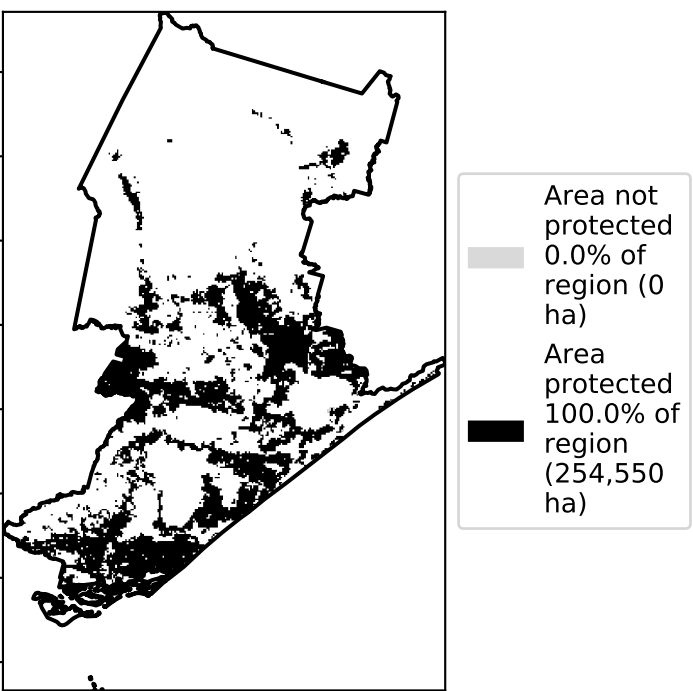 Area not
protected
0.0% of
region (0
ha)
Area
protected
100.0% of
region
(254,550
ha)